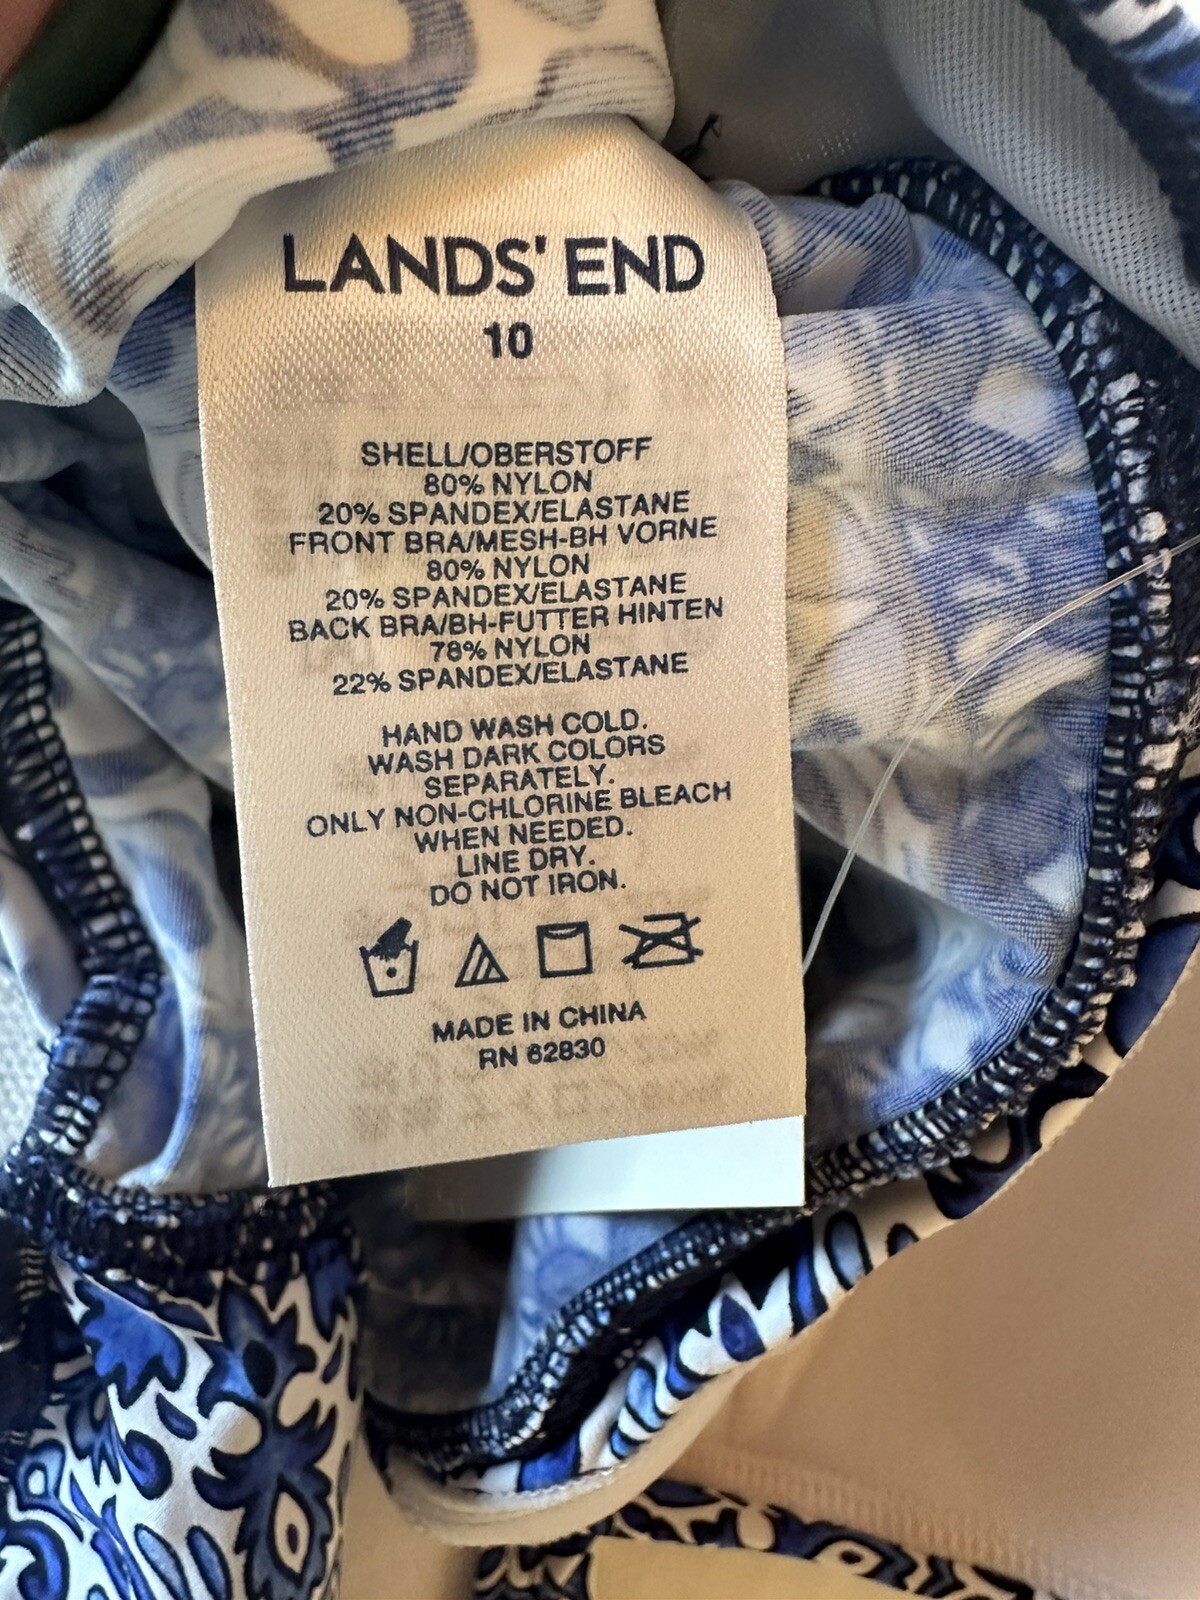 LANDS' END
10
SHELL/OBERSTOFF
80% NYLON
20% SPANDEX/ELASTANE
FRONT BRA/MESH-BH VORNE
80% NYLON
20% SPANDEX/ELASTANE
BACK BRA/BH-FUTTER HINTEN
78% NYLON
22% SPANDEX/ELASTANE
HAND WASH COLD.
WASH DARK COLORS
SEPARATELY.
ONLY NON-CHLORINE BLEACH
WHEN NEEDED.
LINE DRY.
DO NOT IRON.
MADE IN CHINA
RN 62830